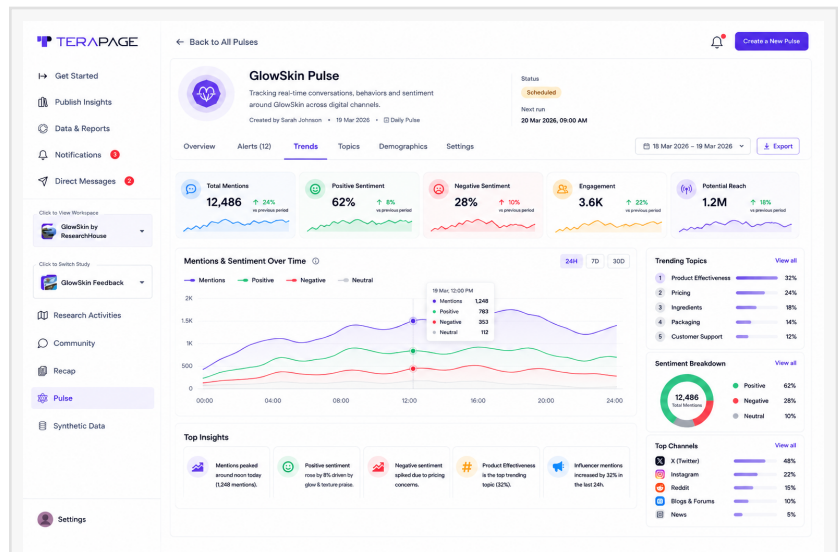 TERAPAGE
Get Started
Publish Insights
Data & Reports
Notifications 3
Direct Messages 2
Click to View Workspace
GlowSkin by
ResearchHouse
Click to Switch Study
GlowSkin Feedback
Research Activities
Community
Recap
Pulse
Synthetic Data
Settings
← Back to All Pulses
Create a New Pulse
GlowSkin Pulse
Tracking real-time conversations, behaviors and sentiment
around GlowSkin across digital channels.
Created by Sarah Johnson • 19 Mar 2026 • Daily Pulse
Status
Scheduled
Next run
20 Mar 2026, 09:00 AM
Overview Alerts (12) Trends Topics Demographics Settings
18 Mar 2026 – 19 Mar 2026
Export
Total Mentions
12,486 ↑ 24%
vs previous period
Positive Sentiment
62% ↑ 8%
vs previous period
Negative Sentiment
28% ↑ 10%
vs previous period
Engagement
3.6K ↑ 22%
vs previous period
Potential Reach
1.2M ↑ 18%
vs previous period
Mentions & Sentiment Over Time
24H 7D 30D
Mentions Positive Negative Neutral
2K
1.5K
1K
500
0
00:00 04:00 08:00 12:00 16:00 20:00 24:00
19 Mar, 12:00 PM
Mentions 1,248
Positive 783
Negative 353
Neutral 112
Top Insights
Mentions peaked
around noon today
(1,248 mentions).
Positive sentiment
rose by 8% driven by
glow & texture praise.
Negative sentiment
spiked due to pricing
concerns.
Product Effectiveness
is the top trending
topic (32%).
Influencer mentions
increased by 32% in
the last 24h.
Trending Topics View all
1 Product Effectiveness 32%
2 Pricing 24%
3 Ingredients 18%
4 Packaging 14%
5 Customer Support 12%
Sentiment Breakdown View all
12,486
Total Mentions
Positive 62%
Negative 28%
Neutral 10%
Top Channels View all
X (Twitter) 48%
Instagram 22%
Reddit 15%
Blogs & Forums 10%
News 5%